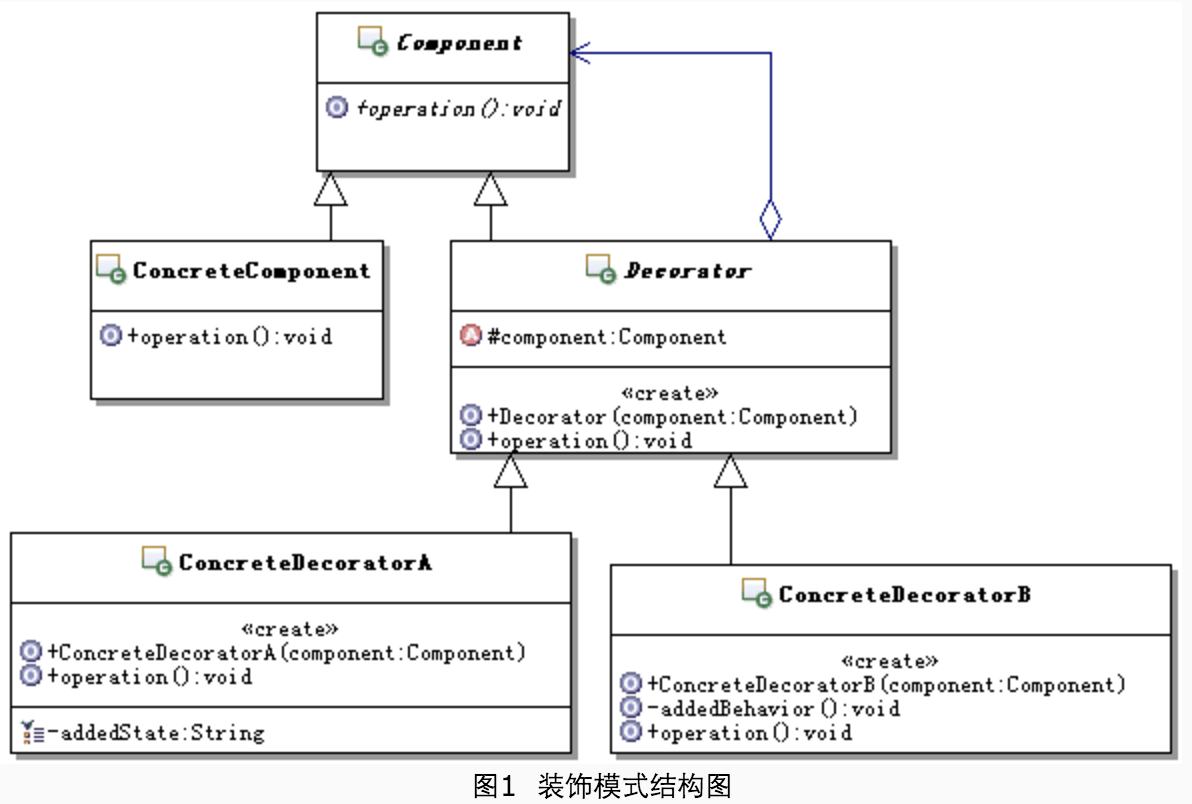 Component
+operation():void
ConcreteComponent
+operation():void
Decorator
#component:Component
«create»
+Decorator(component:Component)
+operation():void
ConcreteDecoratorA
«create»
+ConcreteDecoratorA(component:Component)
+operation():void
-addedState:String
ConcreteDecoratorB
«create»
+ConcreteDecoratorB(component:Component)
-addedBehavior():void
+operation():void
图1 装饰模式结构图